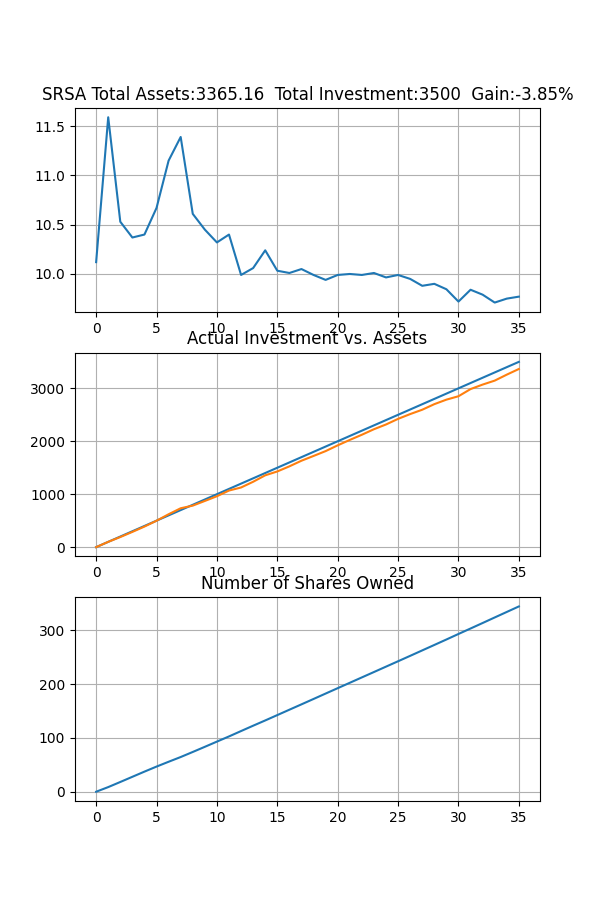 SRSA Total Assets:3365.16  Total Investment:3500  Gain:-3.85%
11.5
11.0
10.5
10.0
0 5 10 15 20 25 30 35
Actual Investment vs. Assets
3000
2000
1000
0
0 5 10 15 20 25 30 35
Number of Shares Owned
300
200
100
0
0 5 10 15 20 25 30 35